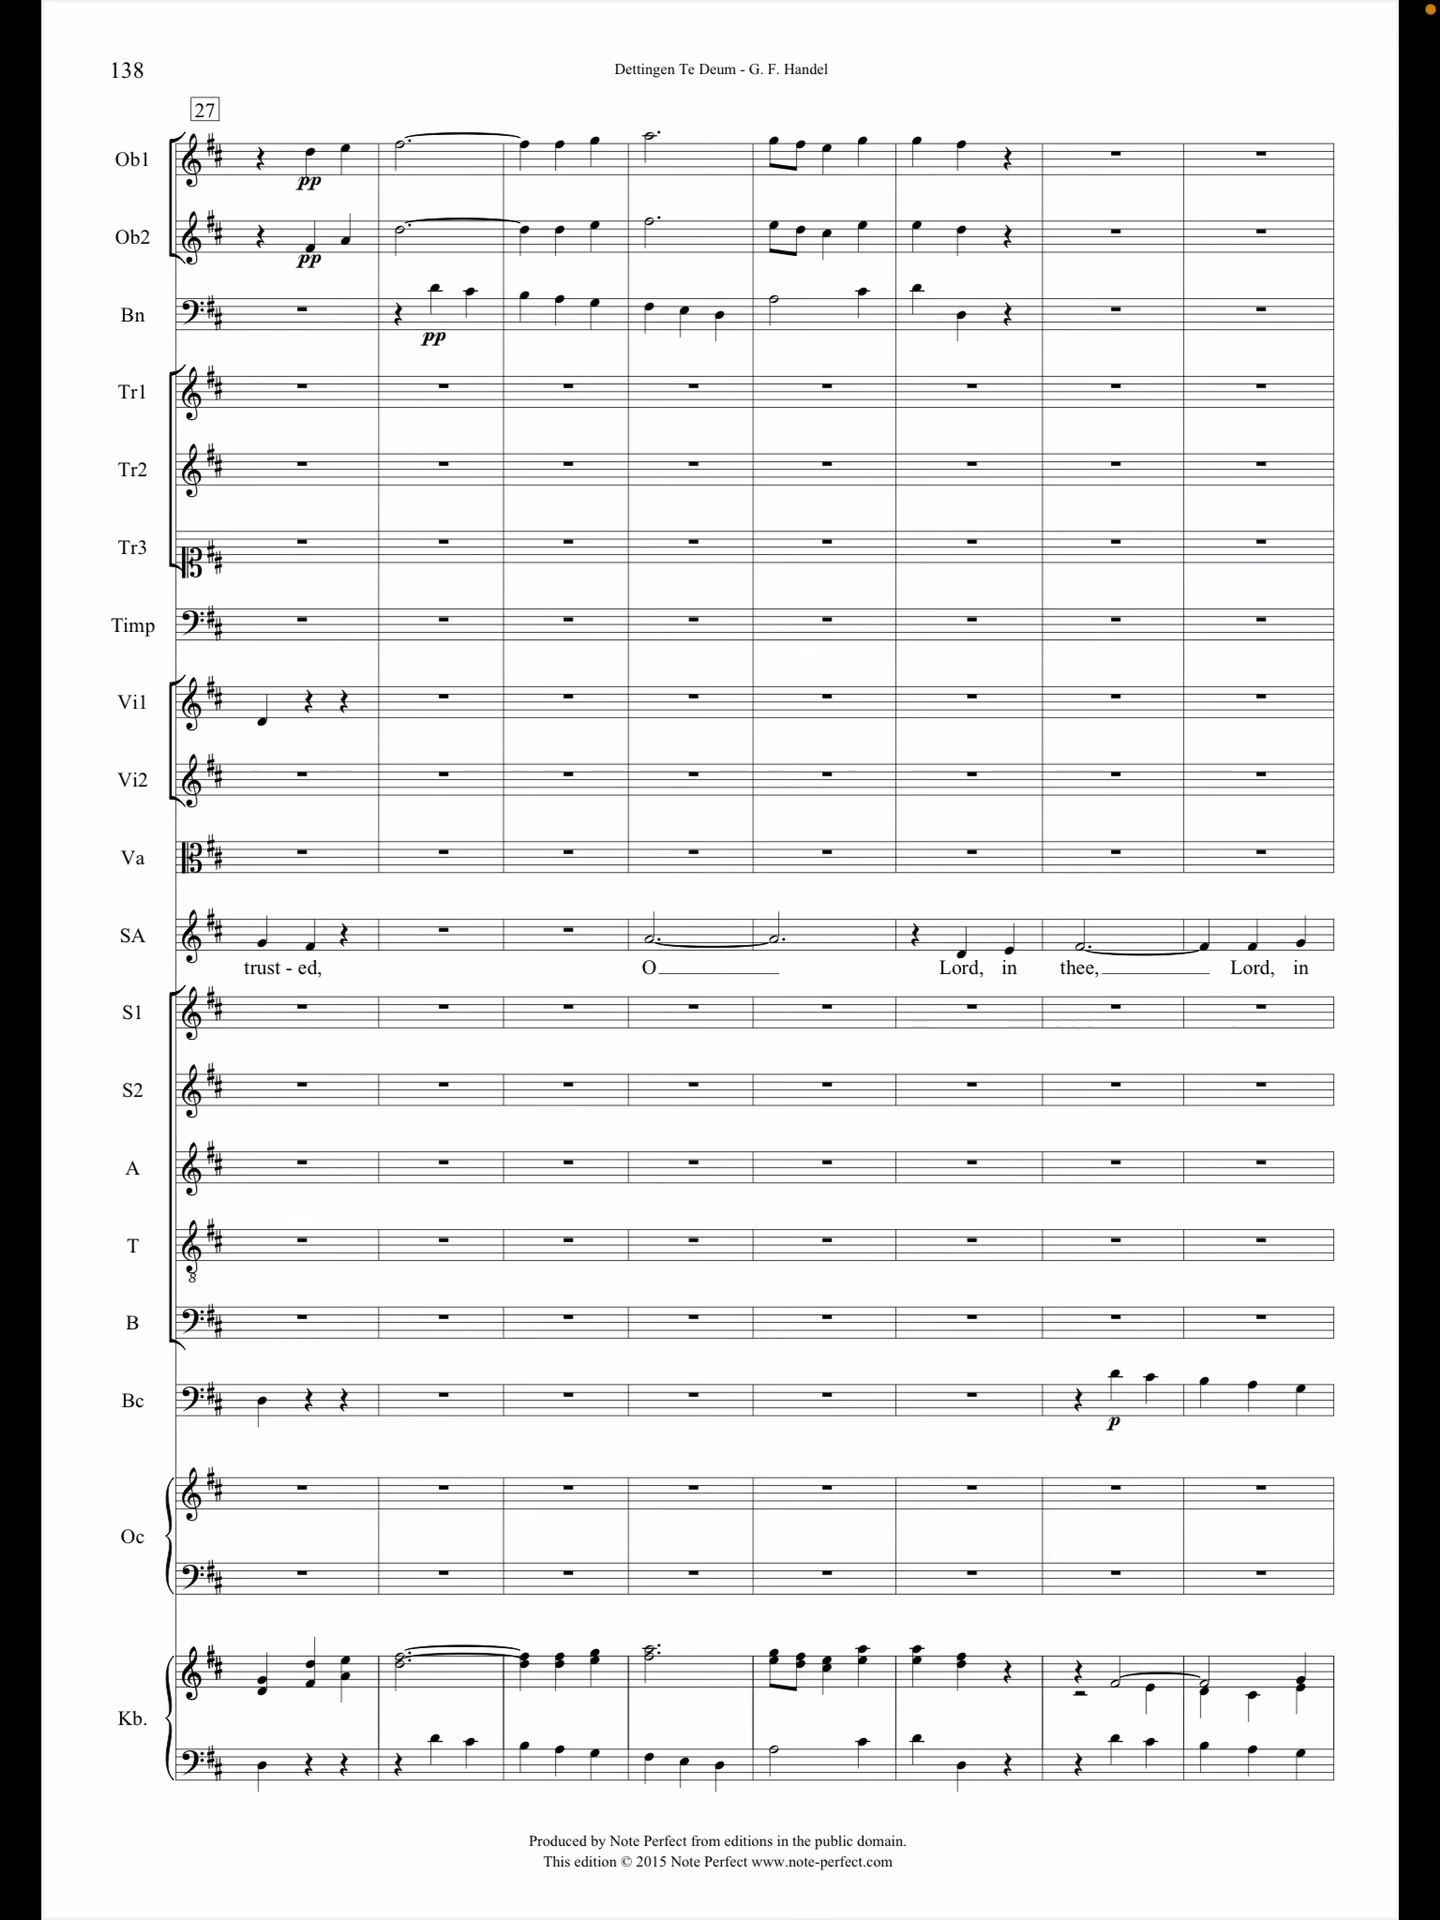 138
Dettingen Te Deum - G. F. Handel
27
Ob1
pp
Ob2
pp
Bn
pp
Tr1
Tr2
Tr3
Timp
Vi1
Vi2
Va
SA
trust - ed, O Lord, in thee, Lord, in
S1
S2
A
T
8
B
Bc
p
Oc
Kb.
Produced by Note Perfect from editions in the public domain.
This edition © 2015 Note Perfect www.note-perfect.com